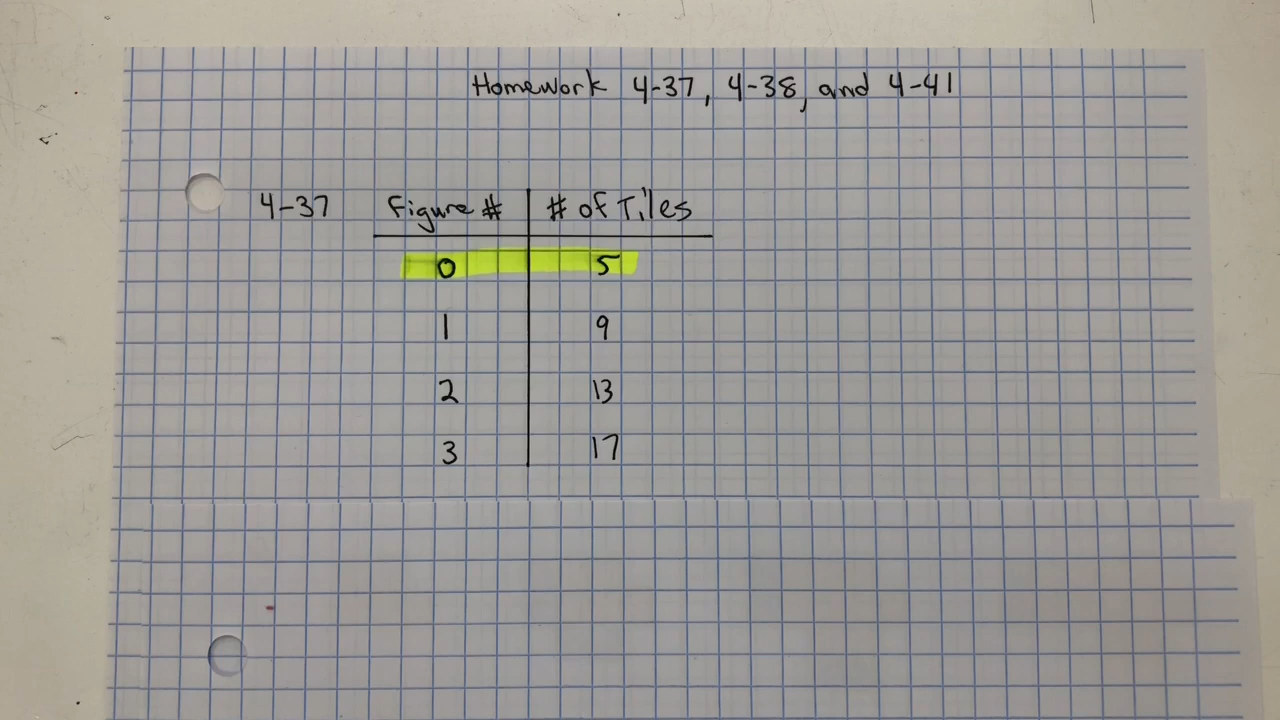 Homework 4-37, 4-38, and 4-41
4-37 Figure # # of Tiles
0 5
1 9
2 13
3 17